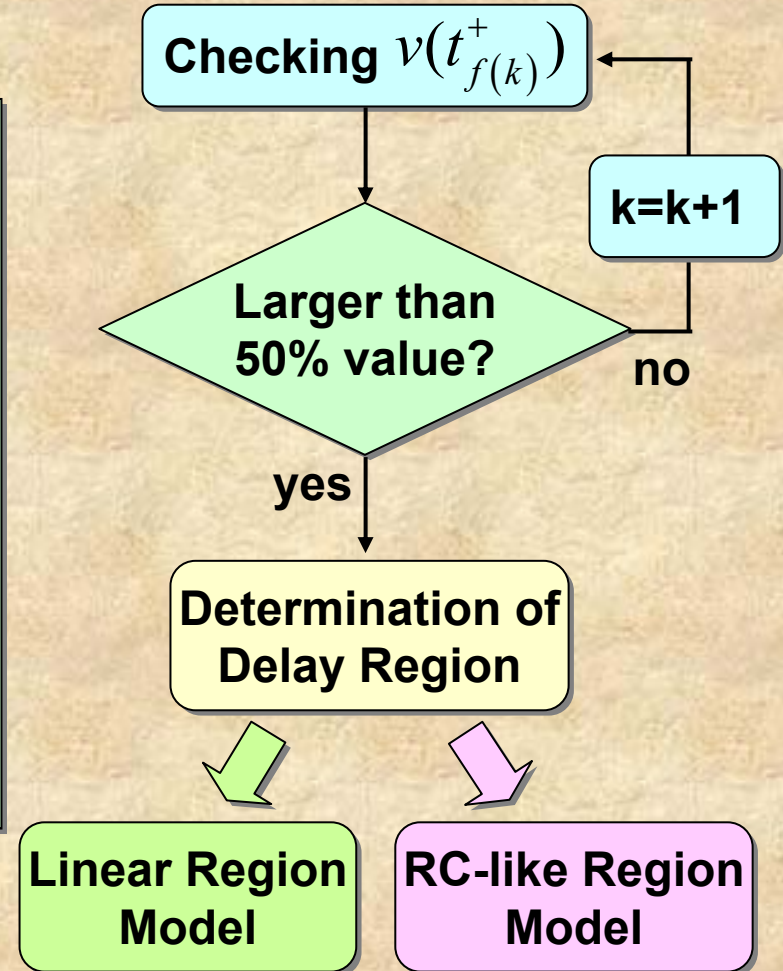 Checking $v(t^{+}_{f(k)})$
k=k+1
Larger than
50% value?
no
yes
Determination of
Delay Region
Linear Region
Model
RC-like Region
Model